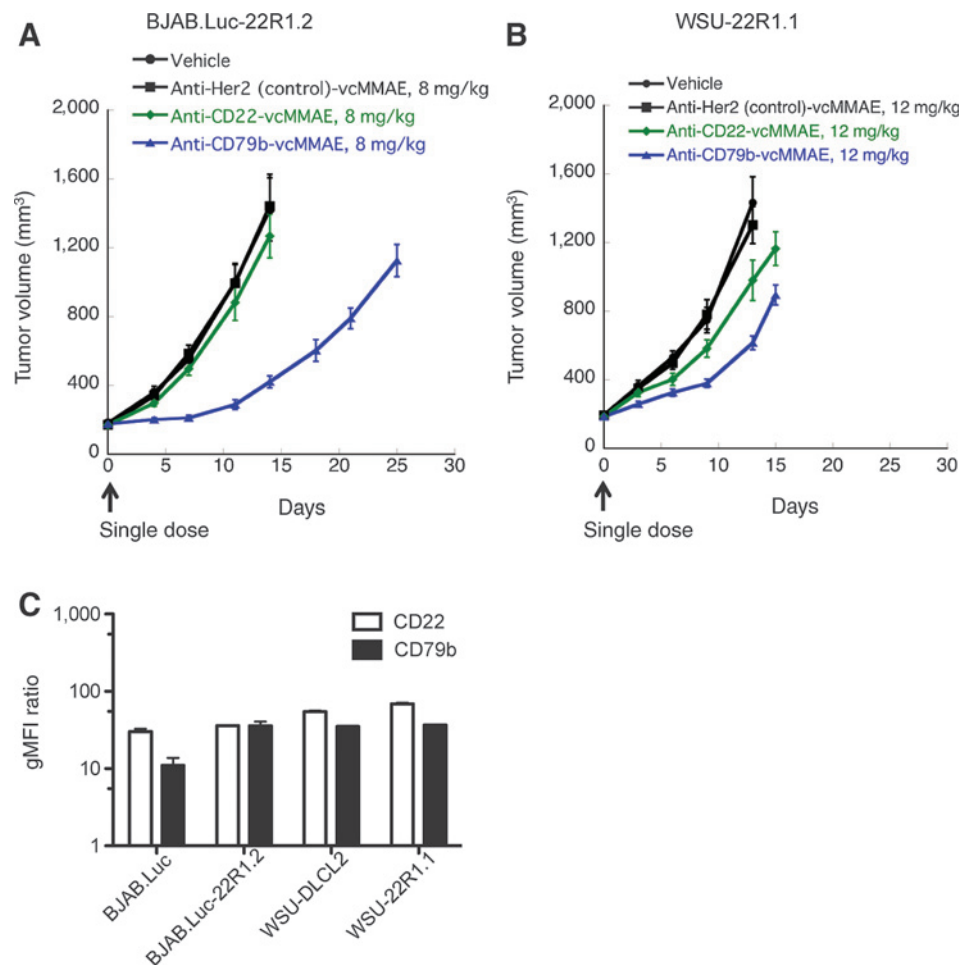 A
BJAB.Luc-22R1.2
Vehicle
Anti-Her2 (control)-vcMMAE, 8 mg/kg
Anti-CD22-vcMMAE, 8 mg/kg
Anti-CD79b-vcMMAE, 8 mg/kg
Tumor volume (mm³)
2,000
1,600
1,200
800
400
0
0 5 10 15 20 25 30
Days
Single dose
B
WSU-22R1.1
Vehicle
Anti-Her2 (control)-vcMMAE, 12 mg/kg
Anti-CD22-vcMMAE, 12 mg/kg
Anti-CD79b-vcMMAE, 12 mg/kg
Tumor volume (mm³)
2,000
1,600
1,200
800
400
0
0 5 10 15 20 25 30
Days
Single dose
C
CD22
CD79b
gMFI ratio
1,000
100
10
1
BJAB.Luc
BJAB.Luc-22R1.2
WSU-DLCL2
WSU-22R1.1